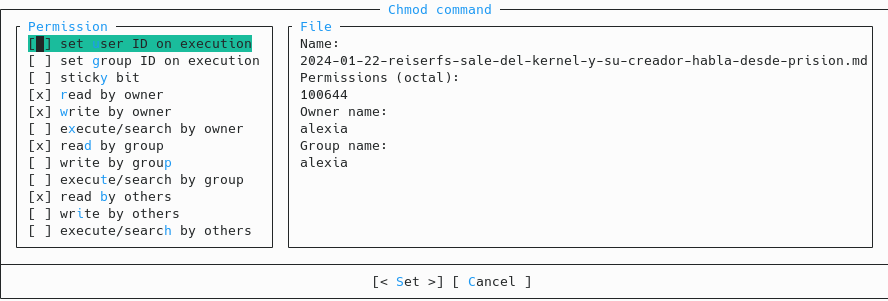 Chmod command
Permission
[ ] set user ID on execution
[ ] set group ID on execution
[ ] sticky bit
[x] read by owner
[x] write by owner
[ ] execute/search by owner
[x] read by group
[ ] write by group
[ ] execute/search by group
[x] read by others
[ ] write by others
[ ] execute/search by others
File
Name:
2024-01-22-reiserfs-sale-del-kernel-y-su-creador-habla-desde-prision.md
Permissions (octal):
100644
Owner name:
alexia
Group name:
alexia
[< Set >] [ Cancel ]